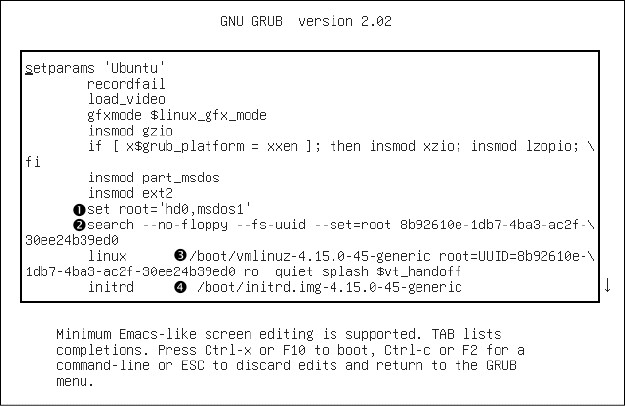 GNU GRUB  version 2.02
setparams 'Ubuntu'
        recordfail
        load_video
        gfxmode $linux_gfx_mode
        insmod gzio
        if [ x$grub_platform = xxen ]; then insmod xzio; insmod lzopio; \
fi
        insmod part_msdos
        insmod ext2
      ❶ set root='hd0,msdos1'
      ❷ search --no-floppy --fs-uuid --set=root 8b92610e-1db7-4ba3-ac2f-\
30ee24b39ed0
        linux      ❸ /boot/vmlinuz-4.15.0-45-generic root=UUID=8b92610e-\
1db7-4ba3-ac2f-30ee24b39ed0 ro  quiet splash $vt_handoff
        initrd     ❹ /boot/initrd.img-4.15.0-45-generic
↓
Minimum Emacs-like screen editing is supported. TAB lists
completions. Press Ctrl-x or F10 to boot, Ctrl-c or F2 for a
command-line or ESC to discard edits and return to the GRUB
menu.